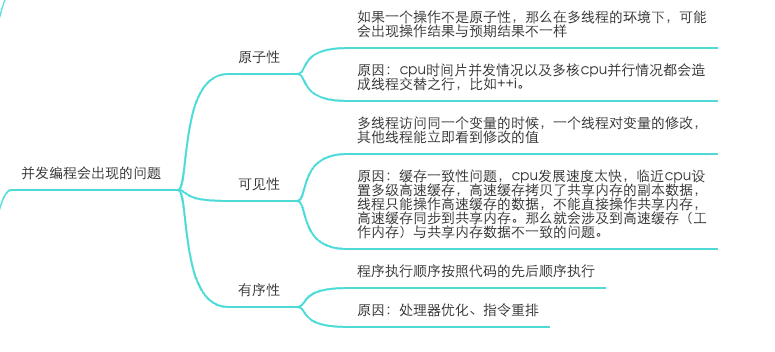 如果一个操作不是原子性，那么在多线程的环境下，可能
会出现操作结果与预期结果不一样
原子性
原因：cpu时间片并发情况以及多核cpu并行情况都会造
成线程交替之行，比如++i。
多线程访问同一个变量的时候，一个线程对变量的修改，
其他线程能立即看到修改的值
并发编程会出现的问题
可见性
原因：缓存一致性问题，cpu发展速度太快，临近cpu设
置多级高速缓存，高速缓存拷贝了共享内存的副本数据，
线程只能操作高速缓存的数据，不能直接操作共享内存，
高速缓存同步到共享内存。那么就会涉及到高速缓存（工
作内存）与共享内存数据不一致的问题。
程序执行顺序按照代码的先后顺序执行
有序性
原因：处理器优化、指令重排